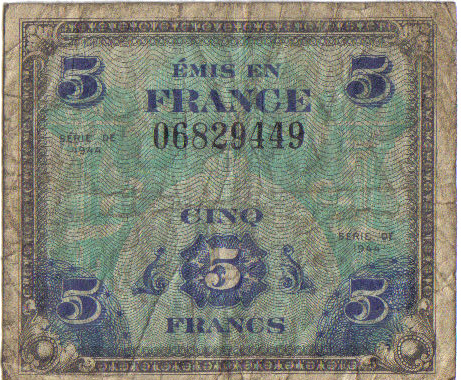 5 ÉMIS EN 5
FRANCE
06829449
SÉRIE DE
1944
CINQ
SÉRIE DE
1944
5
5 5
FRANCS